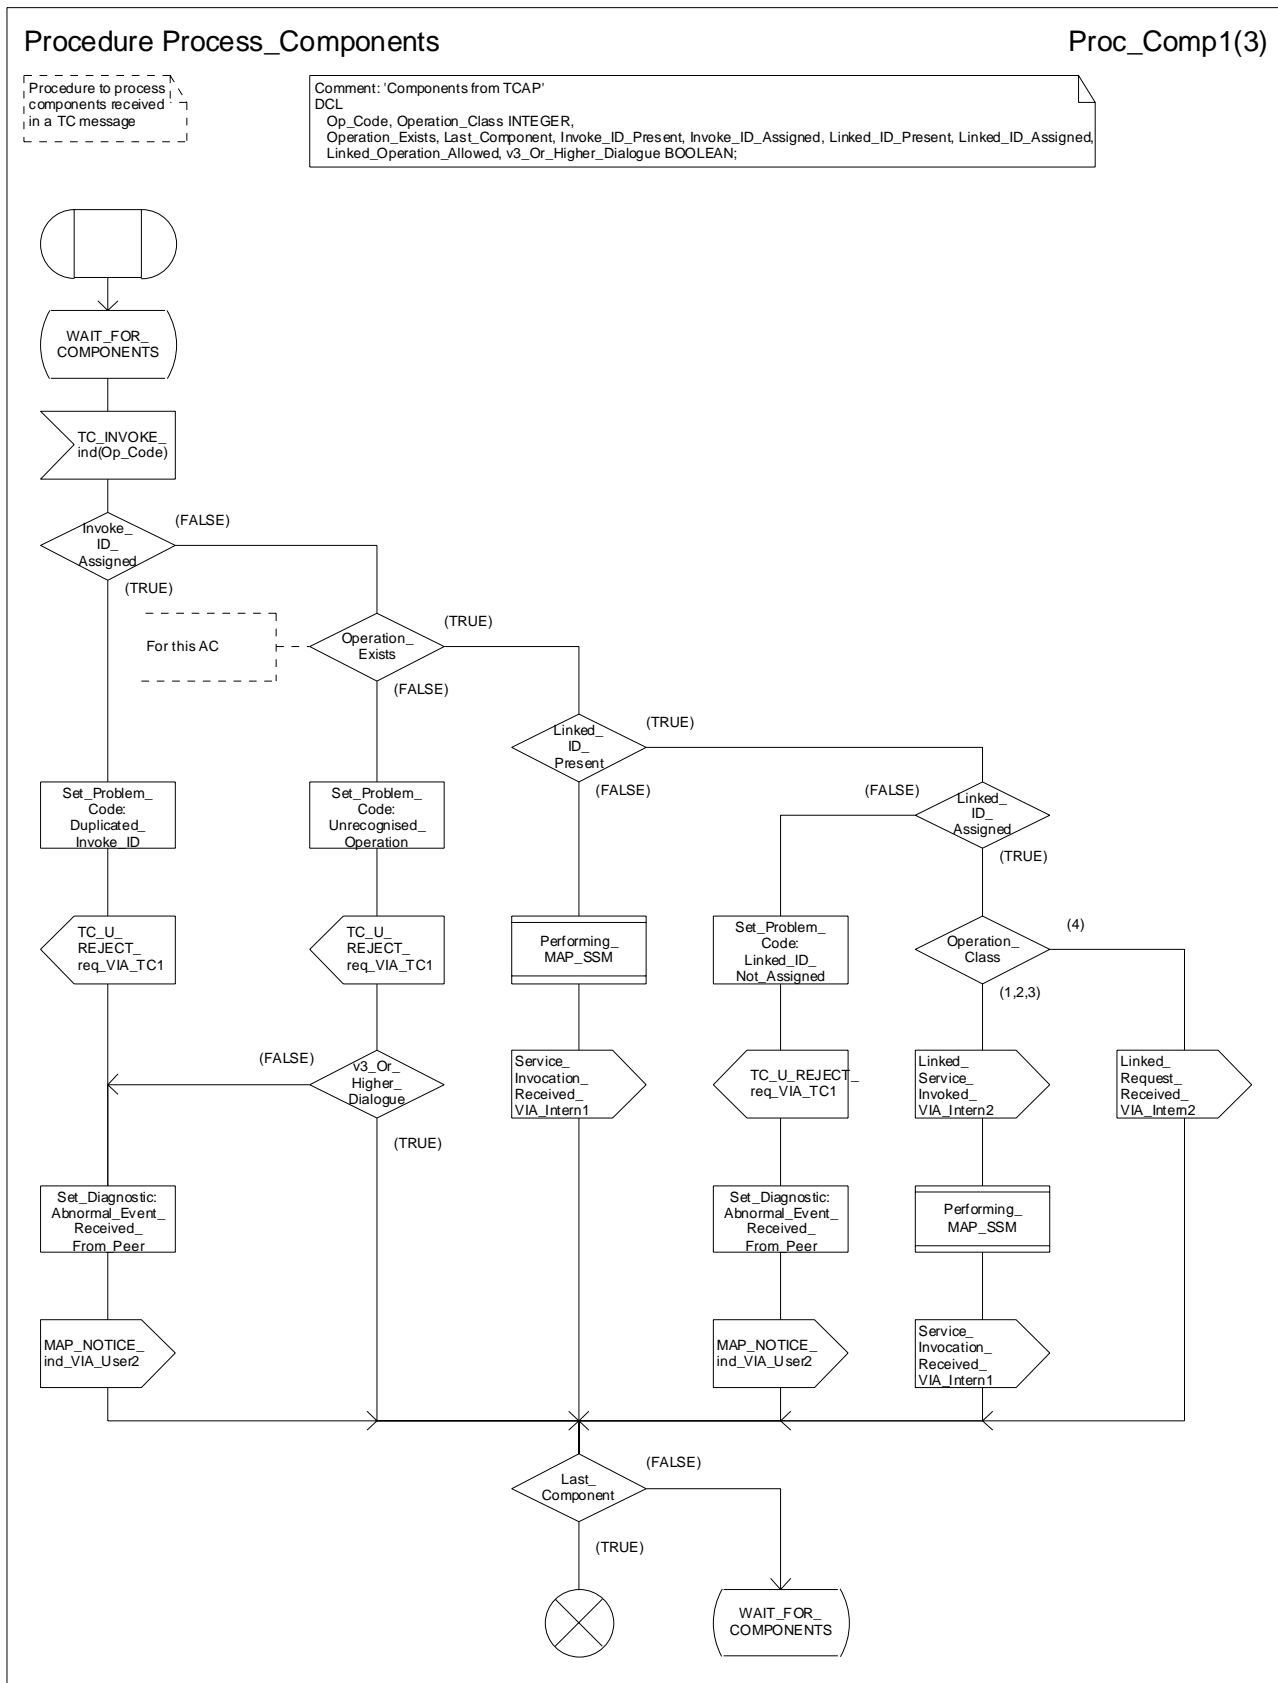 Procedure Process_Components
Proc_Comp1(3)
Procedure to process
components received
in a TC message
Comment: 'Components from TCAP'
DCL
Op_Code, Operation_Class INTEGER,
Operation_Exists, Last_Component, Invoke_ID_Present, Invoke_ID_Assigned, Linked_ID_Present, Linked_ID_Assigned,
Linked_Operation_Allowed, v3_Or_Higher_Dialogue BOOLEAN;
WAIT_FOR_
COMPONENTS
TC_INVOKE_
ind(Op_Code)
Invoke_
ID_
Assigned
(FALSE)
(TRUE)
For this AC
Operation_
Exists
(TRUE)
(FALSE)
Linked_
ID_
Present
(TRUE)
(FALSE)
Linked_
ID_
Assigned
(FALSE)
(TRUE)
Set_Problem_
Code:
Duplicated_
Invoke_ID
Set_Problem_
Code:
Unrecognised_
Operation
TC_U_
REJECT_
req_VIA_TC1
TC_U_
REJECT_
req_VIA_TC1
Performing_
MAP_SSM
Set_Problem_
Code:
Linked_ID_
Not_Assigned
Operation_
Class
(4)
(1,2,3)
(FALSE)
v3_Or_
Higher_
Dialogue
(TRUE)
Service_
Invocation_
Received_
VIA_Intern1
TC_U_REJECT_
req_VIA_TC1
Linked_
Service_
Invoked_
VIA_Intern2
Linked_
Request_
Received_
VIA_Intern2
Set_Diagnostic:
Abnormal_Event_
Received_
From_Peer
Set_Diagnostic:
Abnormal_Event_
Received_
From_Peer
Performing_
MAP_SSM
MAP_NOTICE_
ind_VIA_User2
MAP_NOTICE_
ind_VIA_User2
Service_
Invocation_
Received_
VIA_Intern1
Last_
Component
(FALSE)
(TRUE)
WAIT_FOR_
COMPONENTS